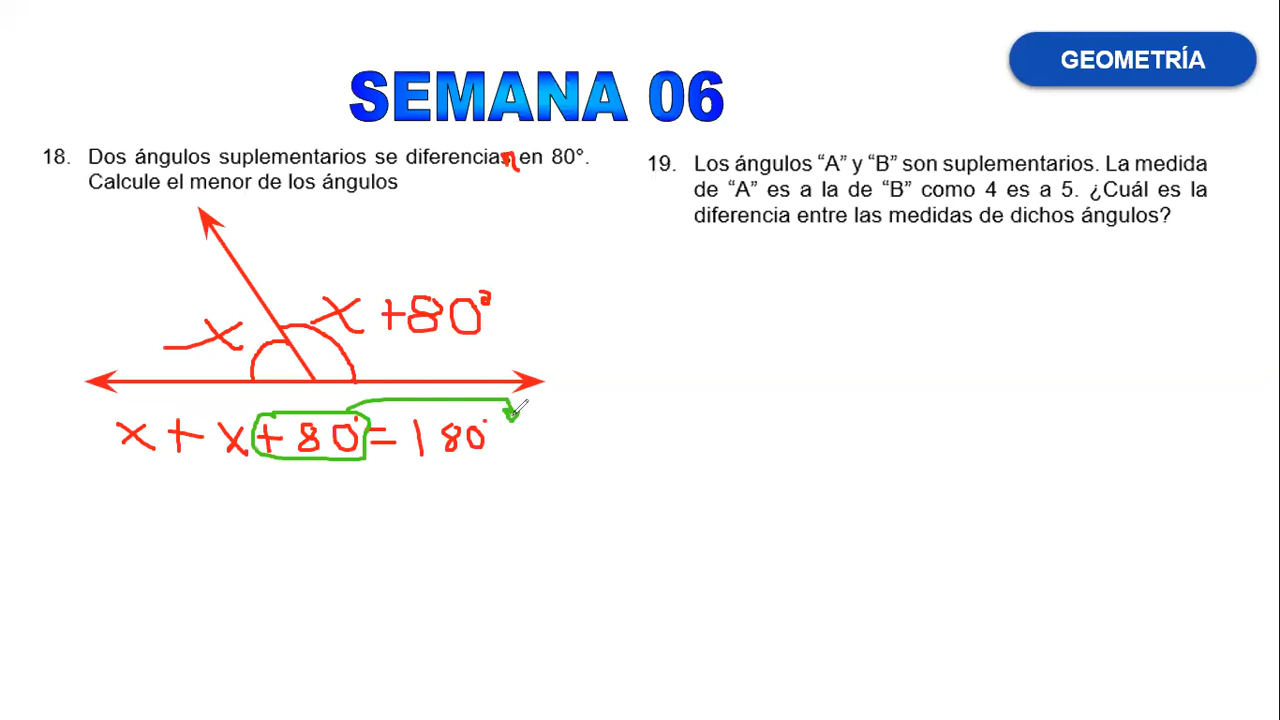 GEOMETRÍA
SEMANA 06
18. Dos ángulos suplementarios se diferencian en 80°.
Calcule el menor de los ángulos
x
x + 80°
x + x + 80° = 180°
19. Los ángulos “A” y “B” son suplementarios. La medida
de “A” es a la de “B” como 4 es a 5. ¿Cuál es la
diferencia entre las medidas de dichos ángulos?